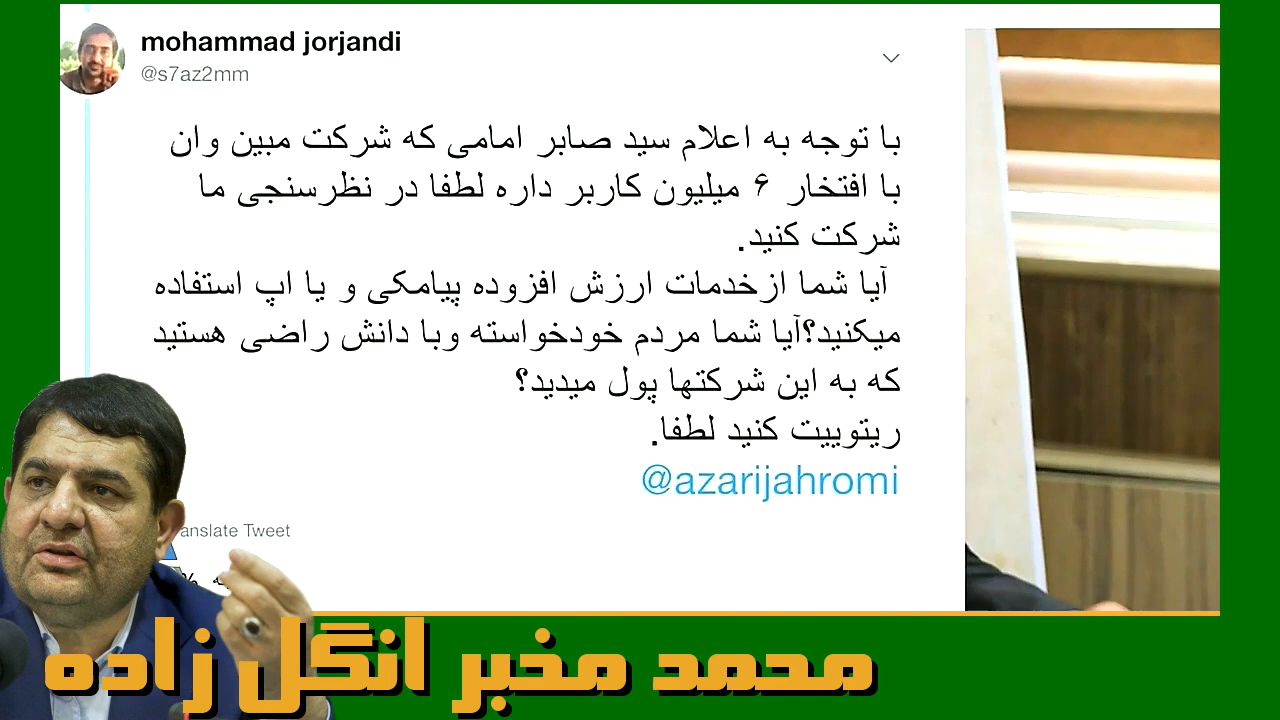 mohammad jorjandi
@s7az2mm
با توجه به اعلام سید صابر امامی که شرکت مبین وان
با افتخار ۶ میلیون کاربر داره لطفا در نظرسنجی ما
شرکت کنید.
آیا شما ازخدمات ارزش افزوده پیامکی و یا اپ استفاده
میکنید؟آیا شما مردم خودخواسته وبا دانش راضی هستید
که به این شرکتها پول میدید؟
ریتوییت کنید لطفا.
@azarijahromi
anslate Tweet
محمد مخبر انگل زاده